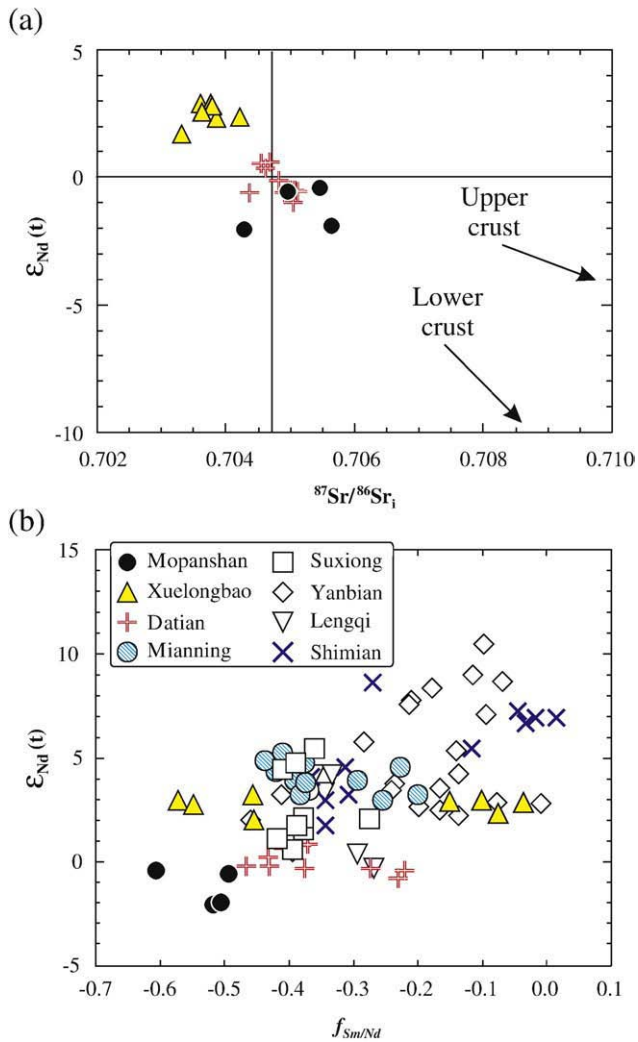 (a)
5
0
-5
-10
εNd(t)
Upper
crust
Lower
crust
0.702
0.704
0.706
0.708
0.710
⁸⁷Sr/⁸⁶Srᵢ
(b)
Mopanshan
Xuelongbao
Datian
Mianning
Suxiong
Yanbian
Lengqi
Shimian
15
10
5
0
-5
εNd(t)
-0.7
-0.6
-0.5
-0.4
-0.3
-0.2
-0.1
0.0
0.1
fSm/Nd